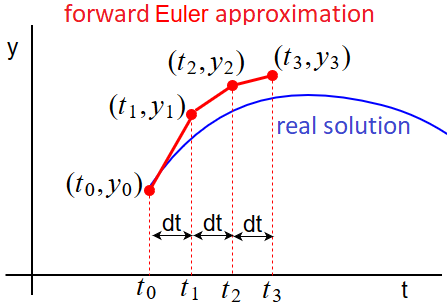 forward Euler approximation
y
(t₂,y₂)
(t₃,y₃)
(t₁,y₁)
real solution
(t₀,y₀)
dt
dt
dt
t₀
t₁
t₂
t₃
t